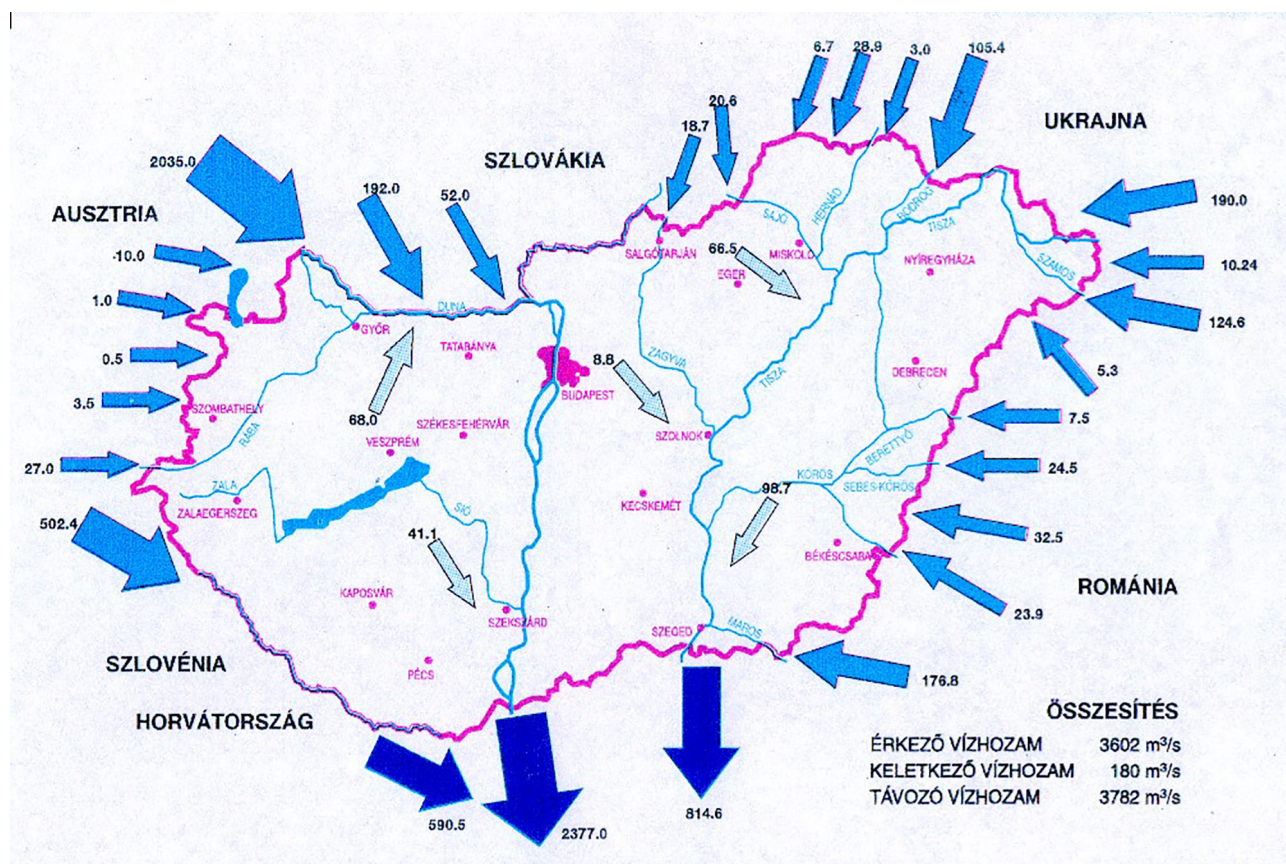 6.7
28.9
3.0
105.4
20.6
18.7
UKRAJNA
2035.0
SZLOVÁKIA
192.0
52.0
190.0
AUSZTRIA
-10.0
SAJÓ
HERNÁD
BODROG
TISZA
SALGÓTARJÁN
66.5
MISKOLC
EGER
NYÍREGYHÁZA
SZAMOS
10.24
1.0
DUNA
124.6
GYŐR
0.5
TATABÁNYA
8.8
ZAGYVA
TISZA
DEBRECEN
5.3
BUDAPEST
3.5
SZOMBATHELY
68.0
SZÉKESFEHÉRVÁR
7.5
RÁBA
VESZPRÉM
SZOLNOK
BERETTYÓ
27.0
24.5
ZALA
KÖRÖS
SEBES-KÖRÖS
ZALAEGERSZEG
SIÓ
KECSKEMÉT
98.7
502.4
41.1
32.5
BÉKÉSCSABA
ROMÁNIA
KAPOSVÁR
SZEKSZÁRD
23.9
SZEGED
MAROS
SZLOVÉNIA
PÉCS
176.8
HORVÁTORSZÁG
ÖSSZESÍTÉS
ÉRKEZŐ VÍZHOZAM 3602 m³/s
KELETKEZŐ VÍZHOZAM 180 m³/s
TÁVOZÓ VÍZHOZAM 3782 m³/s
590.5
2377.0
814.6